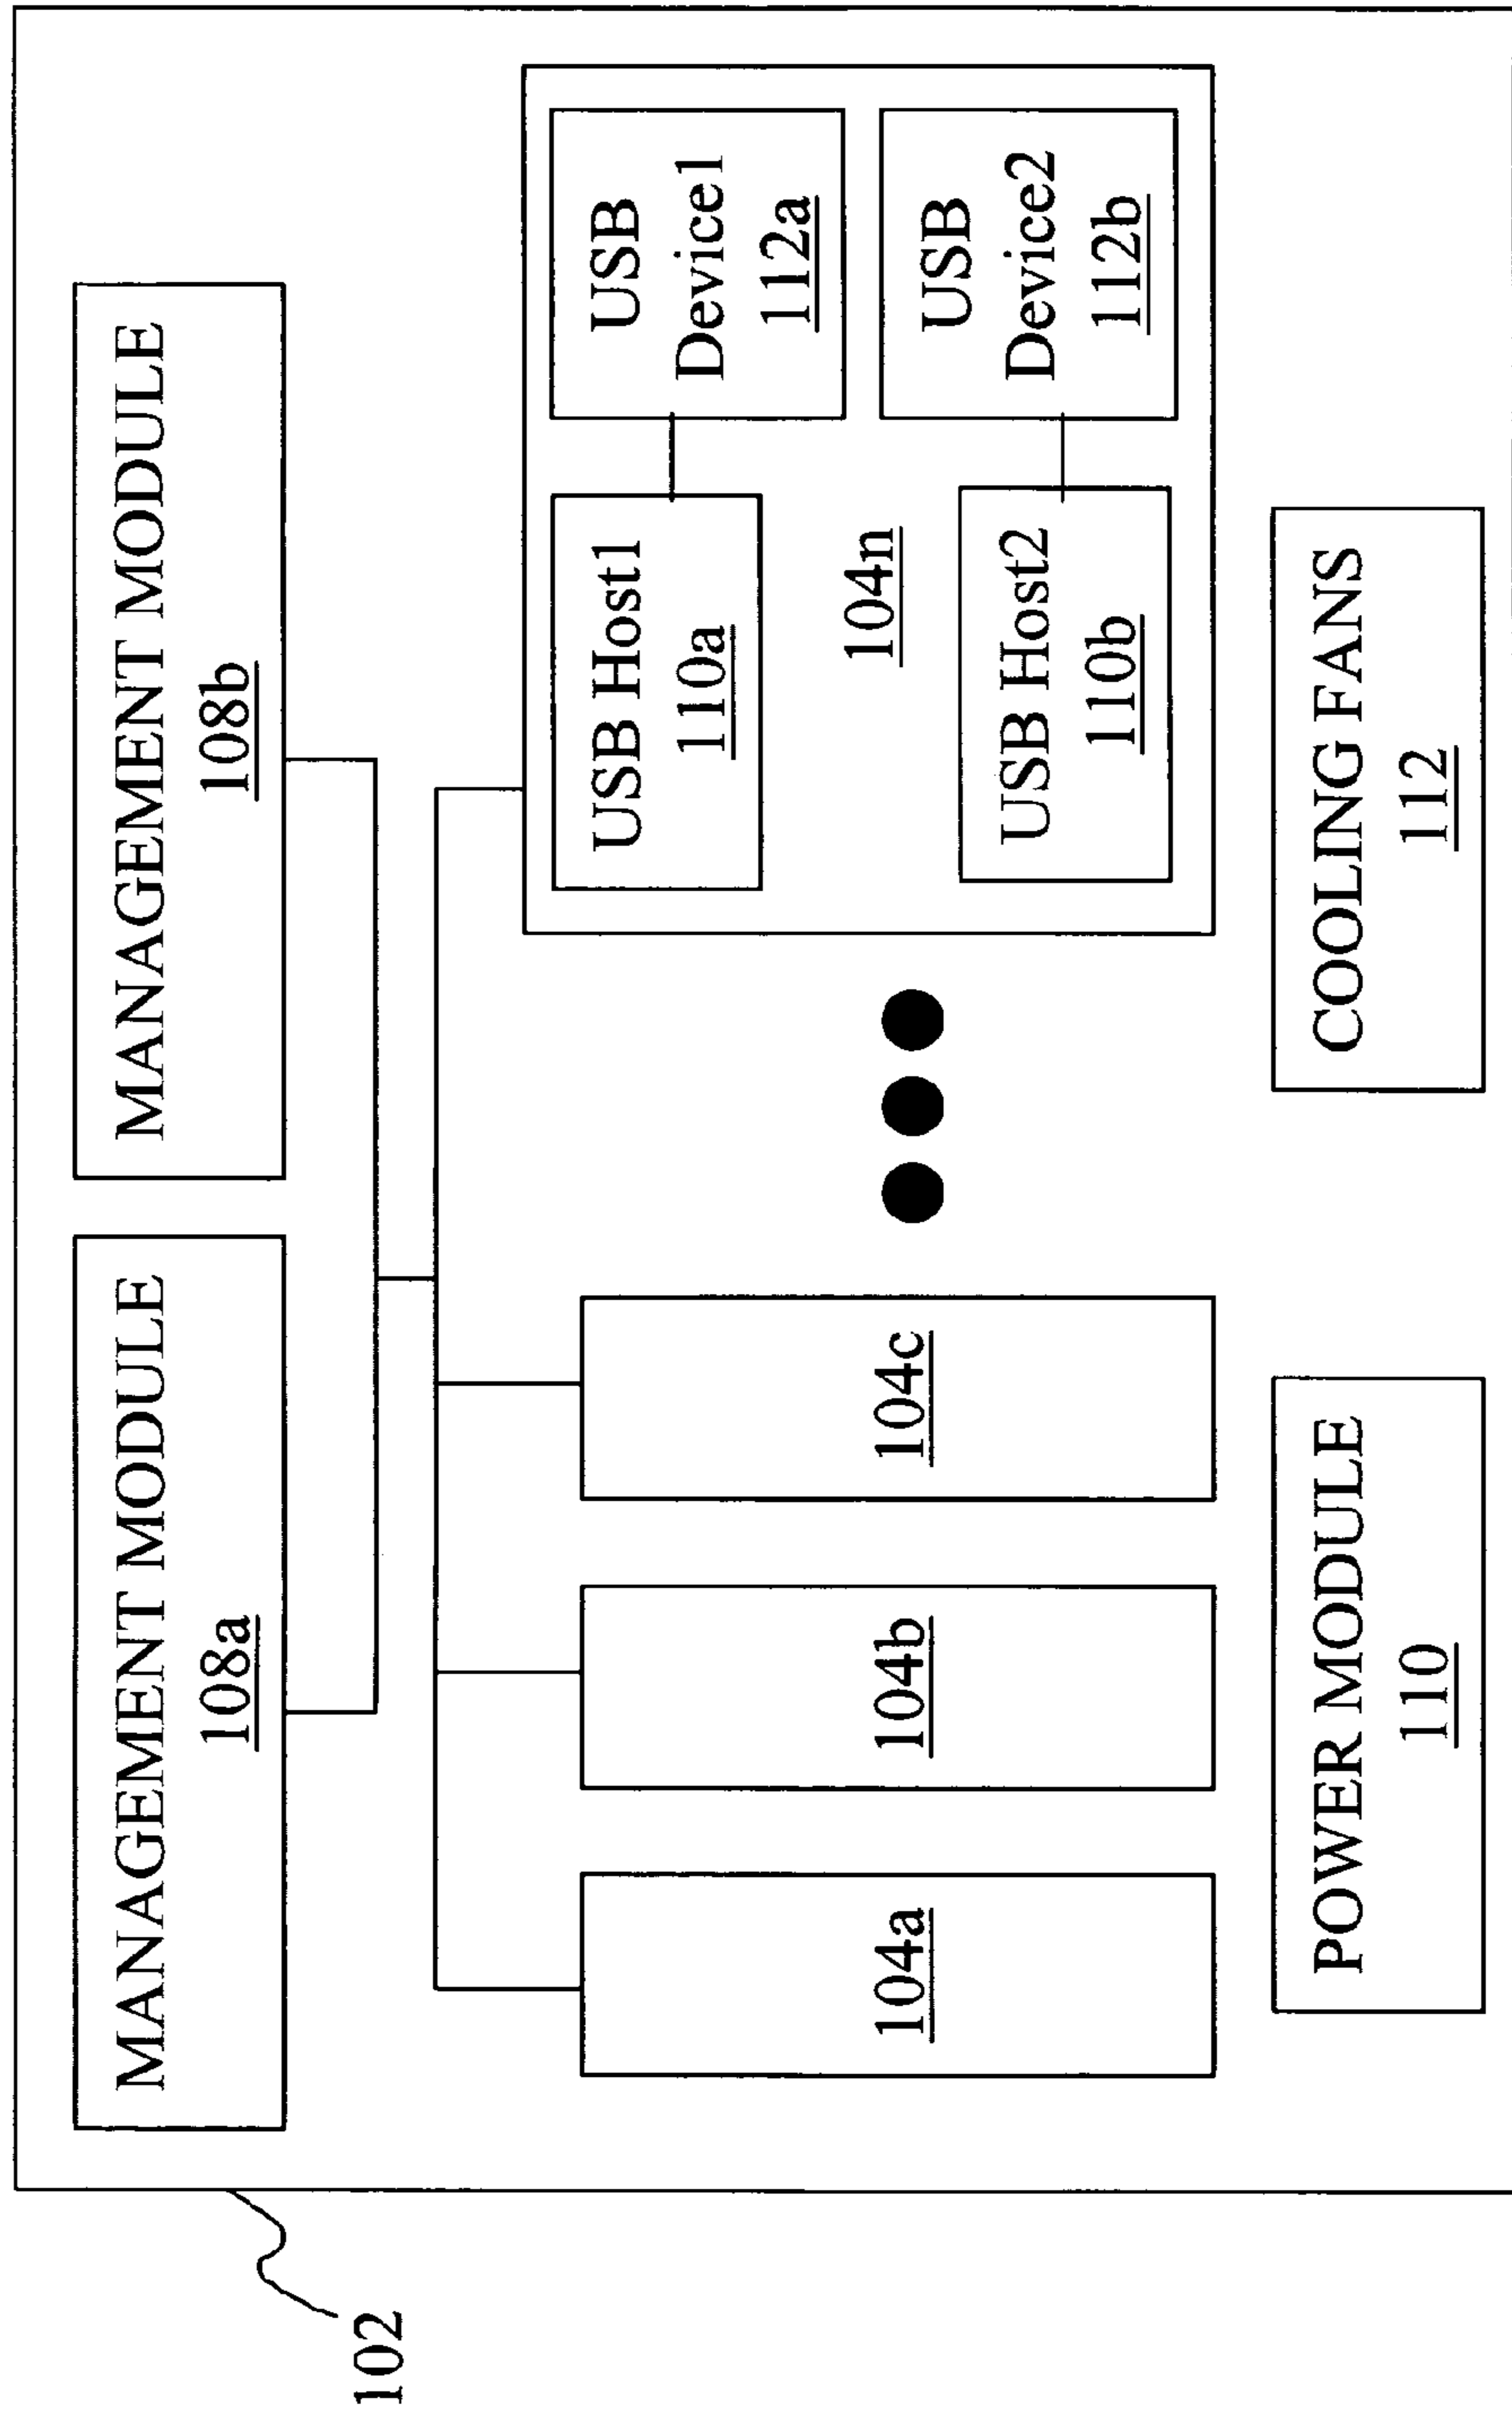 102
MANAGEMENT MODULE
108a
MANAGEMENT MODULE
108b
104a
104b
104c
104n
USB Host1
110a
USB
Device1
112a
USB Host2
110b
USB
Device2
112b
POWER MODULE
110
COOLING FANS
112